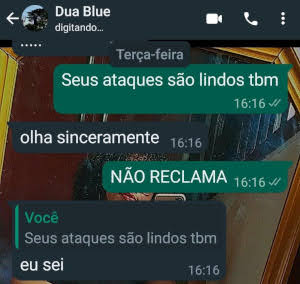 Dua Blue
digitando...
Terça-feira
Seus ataques são lindos tbm
16:16
olha sinceramente 16:16
NÃO RECLAMA 16:16
Você
Seus ataques são lindos tbm
eu sei
16:16